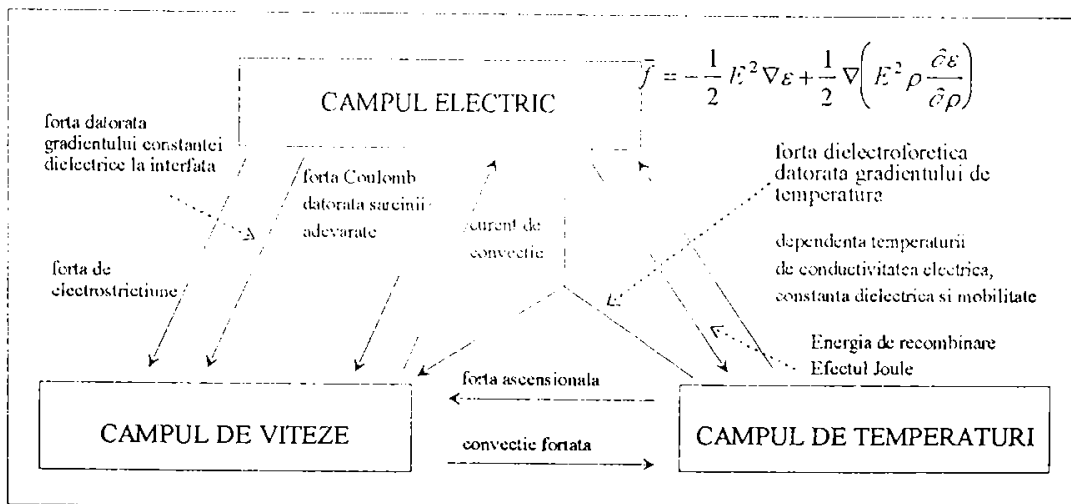 CAMPUL ELECTRIC
f̄ = -1/2 E² ∇ε + 1/2 ∇(E² ρ ∂ε/∂ρ)
forta datorata
gradientului constantei
dielectrice la interfata
forta Coulomb
datorata sarcinii
adevarate
curent de
convectie
forta dielectroforetica
datorata gradientului de
temperatura
dependenta temperaturii
de conductivitatea electrica,
constanta dielectrica si mobilitate
forta de
electrostrictiune
Energia de recombinare
Efectul Joule
forta ascensionala
CAMPUL DE VITEZE
convectie fortata
CAMPUL DE TEMPERATURI